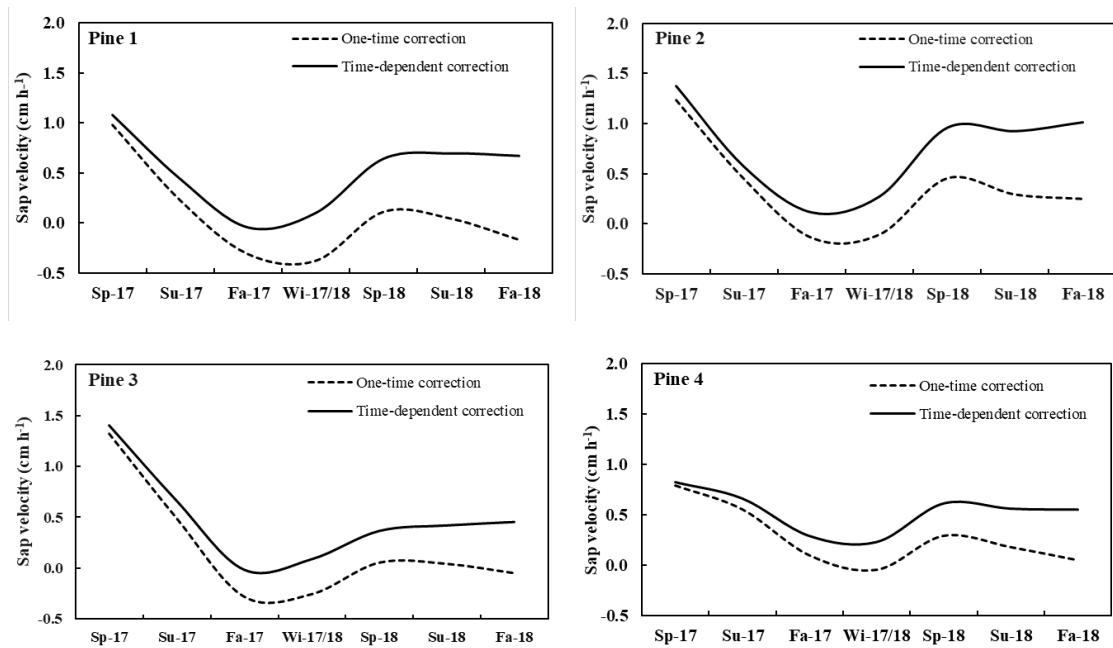 Pine 1
One-time correction
Time-dependent correction
Sap velocity (cm h⁻¹)
2.0
1.5
1.0
0.5
0.0
-0.5
Sp-17 Su-17 Fa-17 Wi-17/18 Sp-18 Su-18 Fa-18
Pine 2
One-time correction
Time-dependent correction
Sap velocity (cm h⁻¹)
2.0
1.5
1.0
0.5
0.0
-0.5
Sp-17 Su-17 Fa-17 Wi-17/18 Sp-18 Su-18 Fa-18
Pine 3
One-time correction
Time-dependent correction
Sap velocity (cm h⁻¹)
2.0
1.5
1.0
0.5
0.0
-0.5
Sp-17 Su-17 Fa-17 Wi-17/18 Sp-18 Su-18 Fa-18
Pine 4
One-time correction
Time-dependent correction
Sap velocity (cm h⁻¹)
2.0
1.5
1.0
0.5
0.0
-0.5
Sp-17 Su-17 Fa-17 Wi-17/18 Sp-18 Su-18 Fa-18